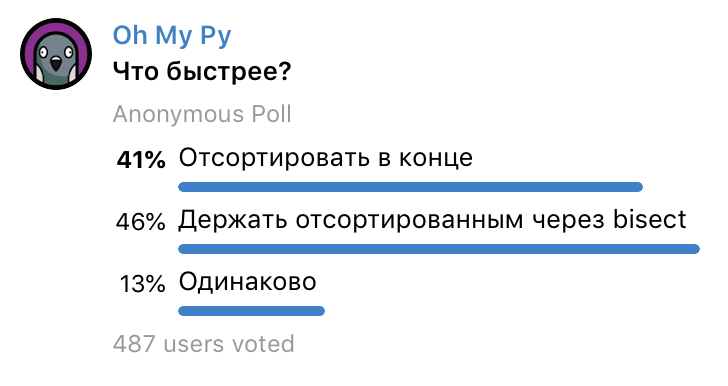 Oh My Py
Что быстрее?
Anonymous Poll
41% Отсортировать в конце
46% Держать отсортированным через bisect
13% Одинаково
487 users voted